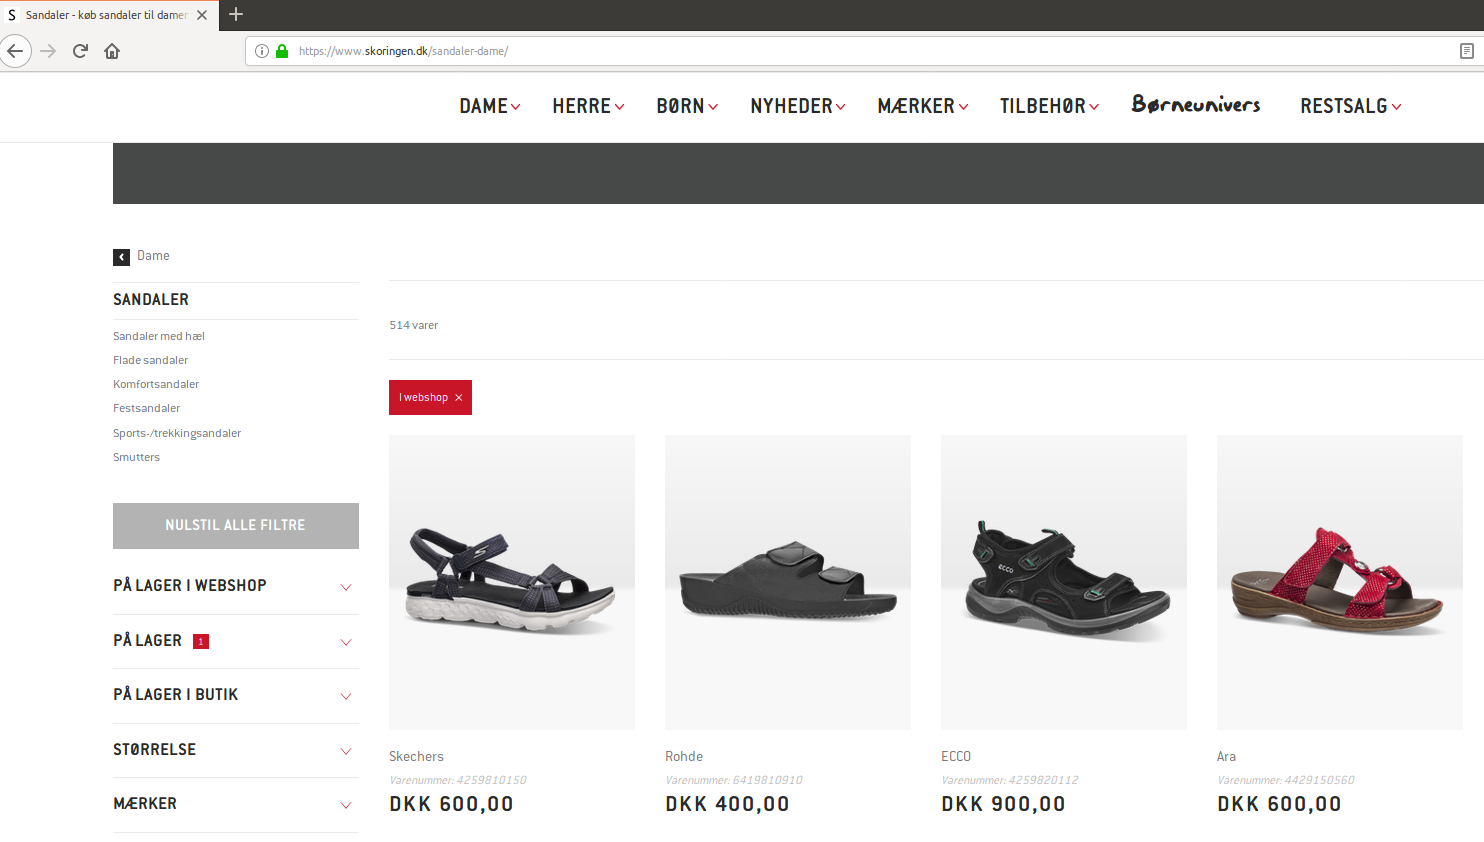 S Sandaler - køb sandaler til damer
https://www.skoringen.dk/sandaler-dame/
DAME HERRE BØRN NYHEDER MÆRKER TILBEHØR Børneunivers RESTSALG
Dame
SANDALER
Sandaler med hæl
Flade sandaler
Komfortsandaler
Festsandaler
Sports-/trekkingsandaler
Smutters
NULSTIL ALLE FILTRE
PÅ LAGER I WEBSHOP
PÅ LAGER 1
PÅ LAGER I BUTIK
STØRRELSE
MÆRKER
514 varer
I webshop ×
ECCO
Skechers
Varenummer: 4259810150
DKK 600,00
Rohde
Varenummer: 6419810910
DKK 400,00
ECCO
Varenummer: 4259820112
DKK 900,00
Ara
Varenummer: 4429150560
DKK 600,00